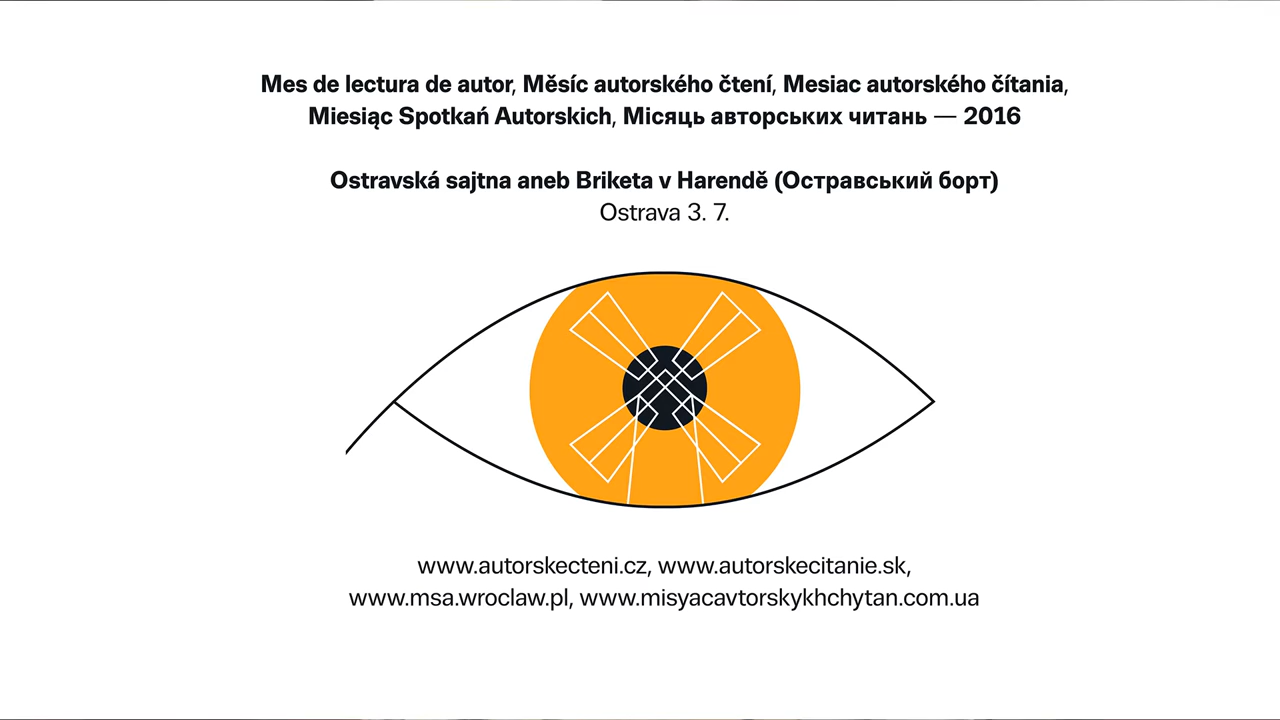 Mes de lectura de autor, Měsíc autorského čtení, Mesiac autorského čítania,
Miesiąc Spotkań Autorskich, Місяць авторських читань — 2016
Ostravská sajtna aneb Briketa v Harendě (Остравський борт)
Ostrava 3. 7.
www.autorskecteni.cz, www.autorskecitanie.sk,
www.msa.wroclaw.pl, www.misyacavtorskykhchytan.com.ua